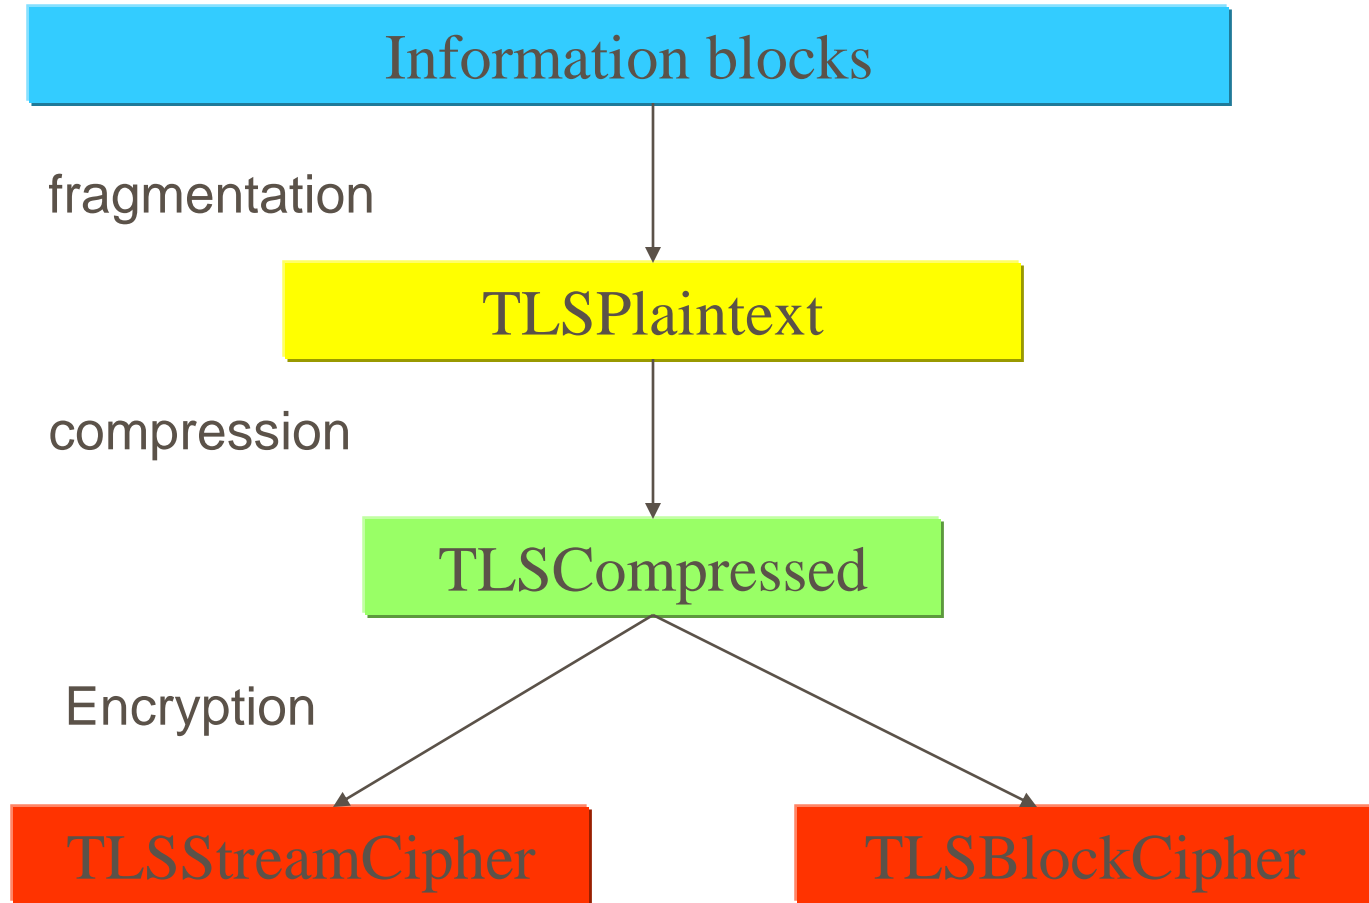 Information blocks
fragmentation
TLSPlaintext
compression
TLSCompressed
Encryption
TLSStreamCipher
TLSBlockCipher